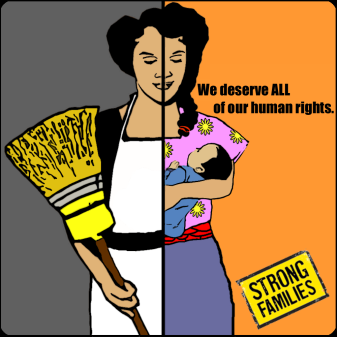 We deserve ALL
of our human rights.
STRONG
FAMILIES